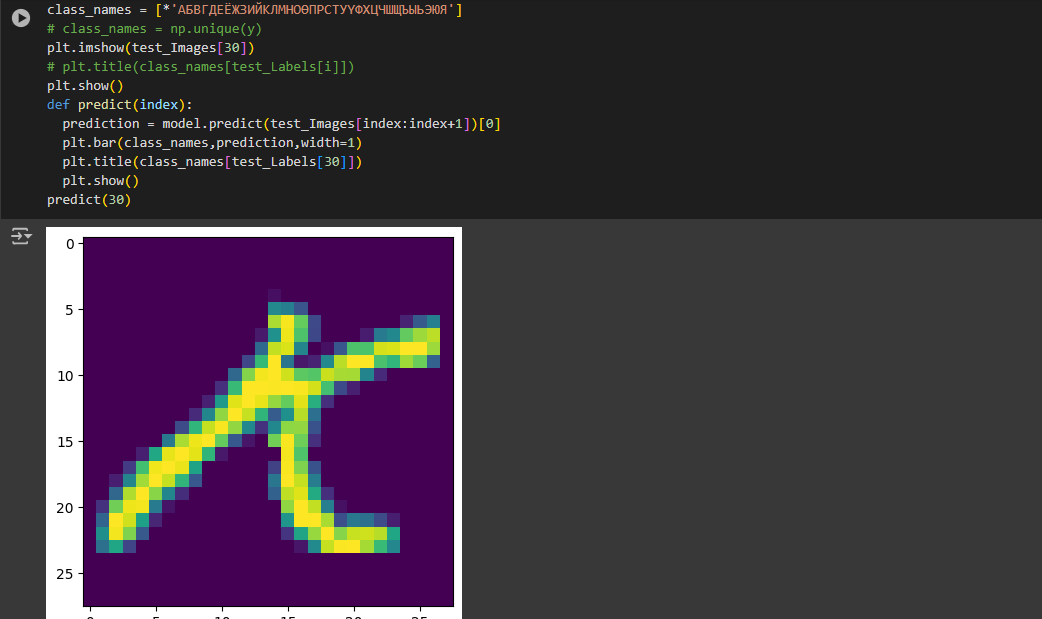 class_names = [*'АБВГДЕЁЖЗИЙКЛМНОӨПРСТУҮФХЦЧШЩЪЫЬЭЮЯ']
# class_names = np.unique(y)
plt.imshow(test_Images[30])
# plt.title(class_names[test_Labels[i]])
plt.show()
def predict(index):
  prediction = model.predict(test_Images[index:index+1])[0]
  plt.bar(class_names,prediction,width=1)
  plt.title(class_names[test_Labels[30]])
  plt.show()
predict(30)
0
5
10
15
20
25
0 5 10 15 20 25